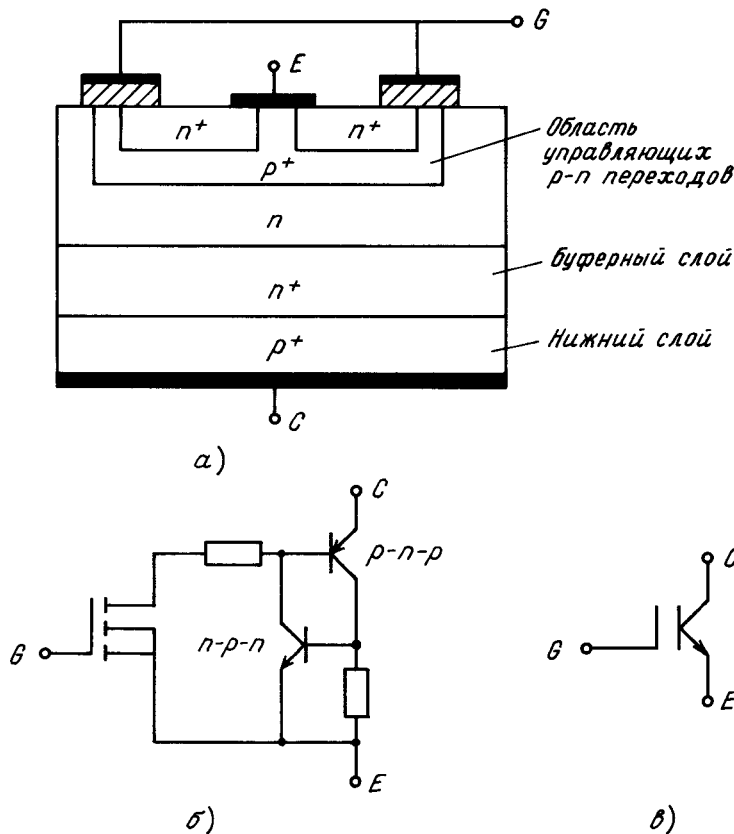 G
E
n+ n+
Область
управляющих
p-n переходов
p+
n
Буферный слой
n+
Нижний слой
p+
C
а)
C
p-n-p
n-p-n
G
E
б)
C
G
E
в)